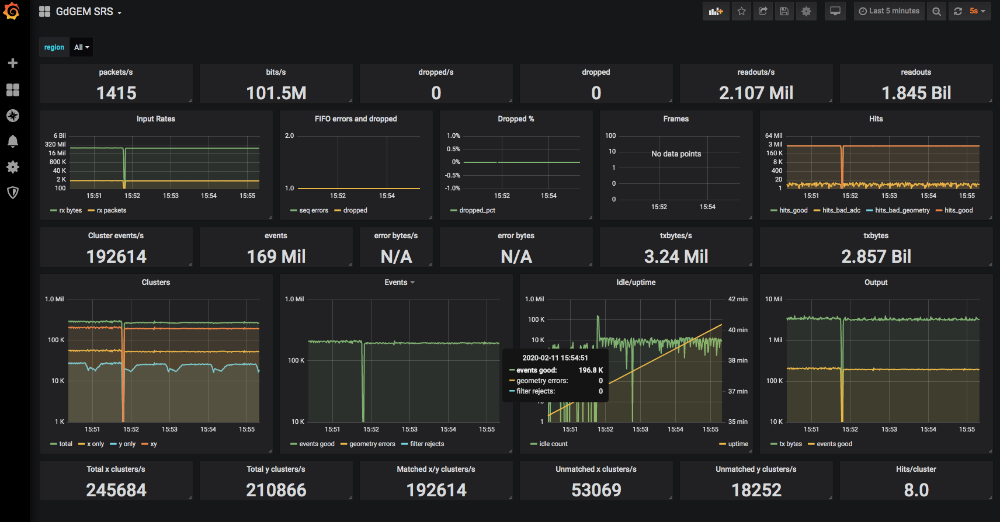 GdGEM SRS
Last 5 minutes
5s
region All
packets/s
1415
bits/s
101.5M
dropped/s
0
dropped
0
readouts/s
2.107 Mil
readouts
1.845 Bil
Input Rates
6 Bil
320 Mil
16 Mil
800 K
40 K
2 K
100
15:51 15:52 15:53 15:54 15:55
rx bytes rx packets
FIFO errors and dropped
2.0
1.0
15:52 15:54
seq errors dropped
Dropped %
1.0%
0.5%
0%
-0.5%
-1.0%
15:52 15:54
dropped_pct
Frames
100
10
1
0
0
No data points
15:52 15:54
Hits
64 Mil
3 Mil
160 K
8 K
400
20
1
15:51 15:52 15:53 15:54 15:55
hits_good hits_bad_adc hits_bad_geometry hits_good
Cluster events/s
192614
events
169 Mil
error bytes/s
N/A
error bytes
N/A
txbytes/s
3.24 Mil
txbytes
2.857 Bil
Clusters
1.0 Mil
100 K
10 K
1 K
15:51 15:52 15:53 15:54 15:55
total x only y only xy
Events
1.0 Mil
100 K
10 K
15:51 15:52 15:53 15:54 15:55
events good geometry errors filter rejects
2020-02-11 15:54:51
events good: 196.8 K
geometry errors: 0
filter rejects: 0
Idle/uptime
1.0 Mil
100 K
10 K
1
42 min
40 min
38 min
37 min
35 min
15:51 15:52 15:53 15:54 15:55
idle count uptime
Output
10 Mil
1 Mil
100 K
10 K
15:51 15:52 15:53 15:54 15:55
tx bytes events good
Total x clusters/s
245684
Total y clusters/s
210866
Matched x/y clusters/s
192614
Unmatched x clusters/s
53069
Unmatched y clusters/s
18252
Hits/cluster
8.0